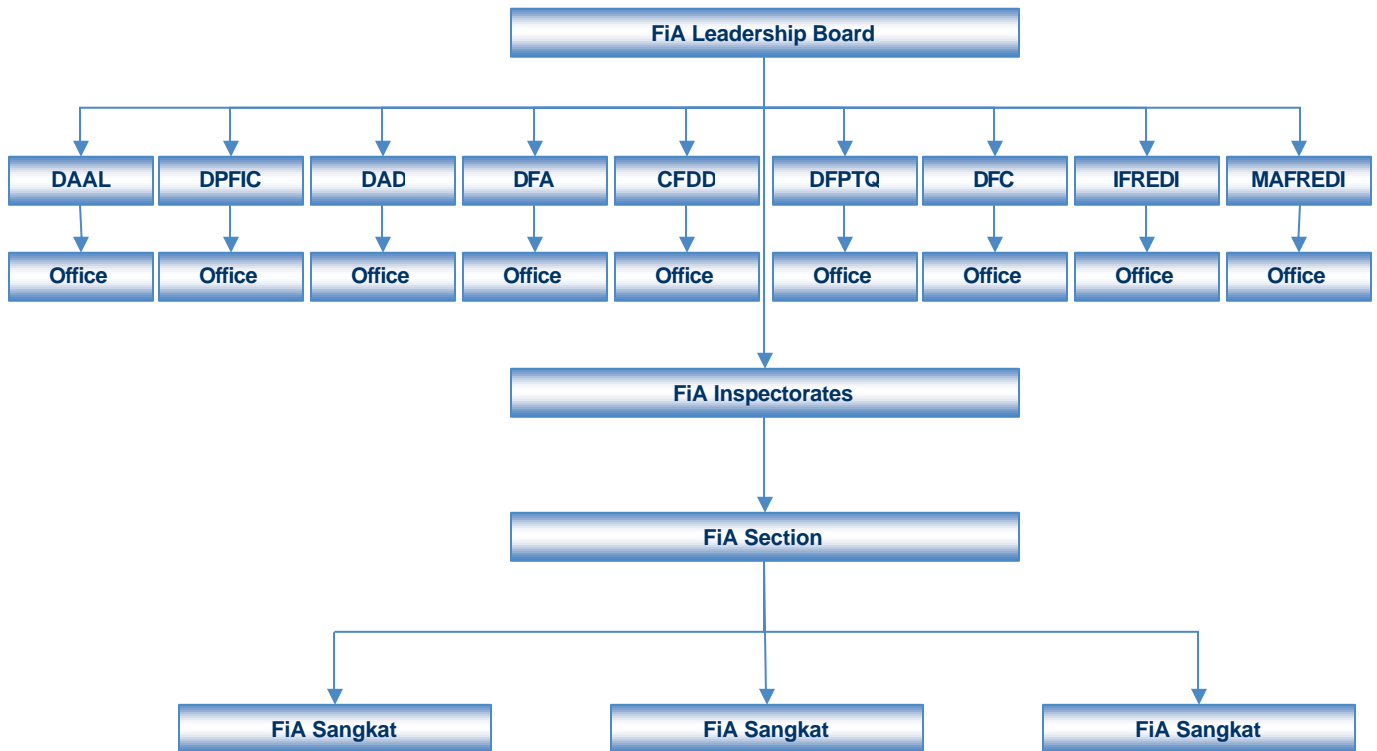 FiA Leadership Board
DAAL
DPFIC
DAD
DFA
CFDD
DFPTQ
DFC
IFREDI
MAFREDI
Office
Office
Office
Office
Office
Office
Office
Office
Office
FiA Inspectorates
FiA Section
FiA Sangkat
FiA Sangkat
FiA Sangkat